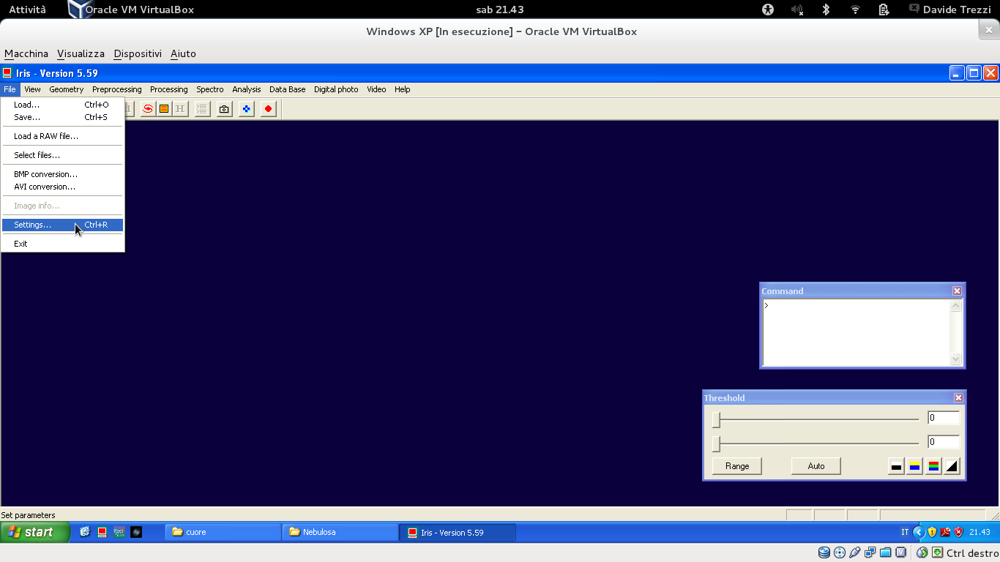 Attività Oracle VM VirtualBox sab 21.43 Davide Trezzi
Windows XP [In esecuzione] – Oracle VM VirtualBox
Macchina Visualizza Dispositivi Aiuto
Iris - Version 5.59
File View Geometry Preprocessing Processing Spectro Analysis Data Base Digital photo Video Help
Load... Ctrl+O
Save... Ctrl+S
Load a RAW file...
Select files...
BMP conversion...
AVI conversion...
Image info...
Settings... Ctrl+R
Exit
Command
>
Threshold
0
0
Range Auto
Set parameters
start cuore Nebulosa Iris - Version 5.59 IT 21.43
Ctrl destro